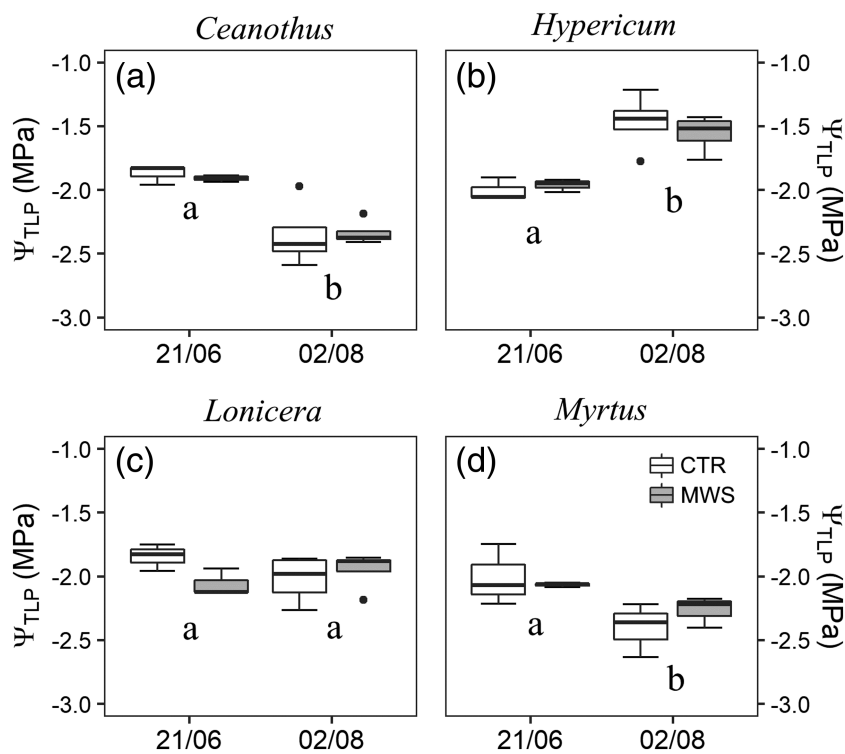 Ceanothus
Hypericum
(a)
-1.0
-1.5
-2.0
-2.5
-3.0
ΨTLP (MPa)
a
b
21/06
02/08
(b)
-1.0
-1.5
-2.0
-2.5
-3.0
ΨTLP (MPa)
a
b
21/06
02/08
Lonicera
Myrtus
(c)
-1.0
-1.5
-2.0
-2.5
-3.0
ΨTLP (MPa)
a
a
21/06
02/08
(d)
CTR
MWS
-1.0
-1.5
-2.0
-2.5
-3.0
ΨTLP (MPa)
a
b
21/06
02/08